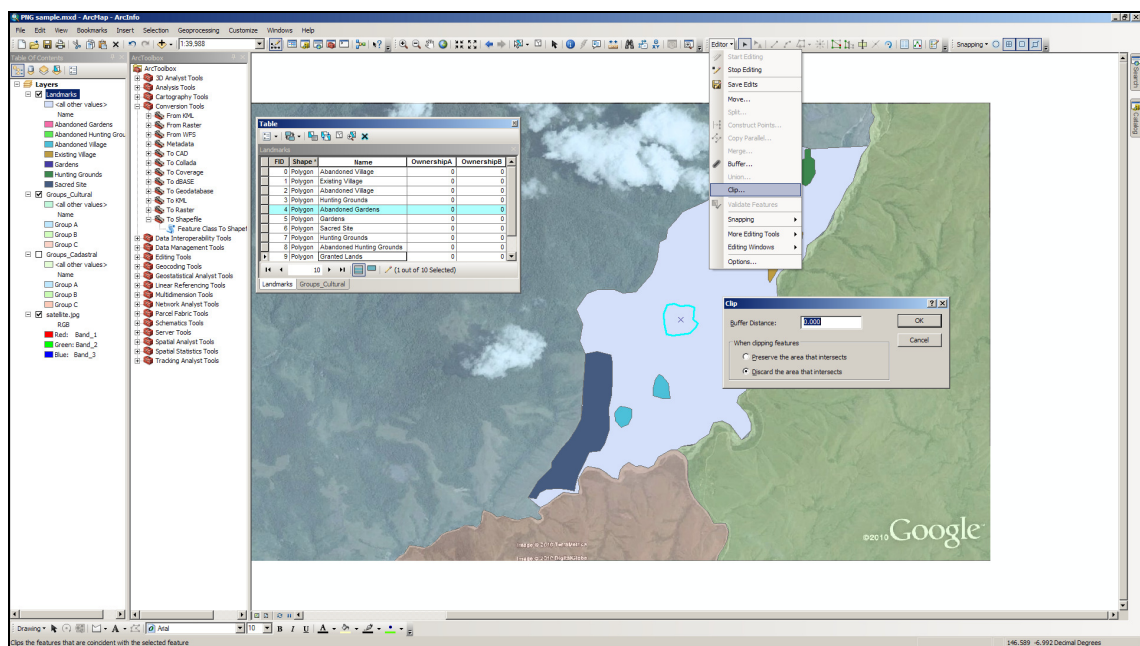 PNG sample.mxd - ArcMap - ArcInfo
File Edit View Bookmarks Insert Selection Geoprocessing Customize Windows Help
1:39,988
Editor
Snapping
Table Of Contents
Layers
Landmarks
<all other values>
Name
Abandoned Gardens
Abandoned Hunting Grou
Abandoned Village
Existing Village
Gardens
Hunting Grounds
Sacred Site
Groups_Cultural
<all other values>
Name
Group A
Group B
Group C
Groups_Cadastral
<all other values>
Name
Group A
Group B
Group C
satellite.jpg
RGB
Red: Band_1
Green: Band_2
Blue: Band_3
ArcToolbox
ArcToolbox
3D Analyst Tools
Analysis Tools
Cartography Tools
Conversion Tools
From KML
From Raster
From WFS
Metadata
To CAD
To Collada
To Coverage
To dBASE
To Geodatabase
To KML
To Raster
To Shapefile
Feature Class To Shapef
Data Interoperability Tools
Data Management Tools
Editing Tools
Geocoding Tools
Geostatistical Analyst Tools
Linear Referencing Tools
Multidimension Tools
Network Analyst Tools
Parcel Fabric Tools
Schematics Tools
Server Tools
Spatial Analyst Tools
Spatial Statistics Tools
Tracking Analyst Tools
Table
Landmarks
FID Shape * Name OwnershipA OwnershipB
0 Polygon Abandoned Village 0 0
1 Polygon Existing Village 0 0
2 Polygon Abandoned Village 0 0
3 Polygon Hunting Grounds 0 0
4 Polygon Abandoned Gardens 0 0
5 Polygon Gardens 0 0
6 Polygon Sacred Site 0 0
7 Polygon Hunting Grounds 0 0
8 Polygon Abandoned Hunting Grounds 0 0
9 Polygon Granted Lands 0 0
10
(1 out of 10 Selected)
Landmarks Groups_Cultural
Start Editing
Stop Editing
Save Edits
Move...
Split...
Construct Points...
Copy Parallel...
Merge...
Buffer...
Union...
Clip...
Validate Features
Snapping
More Editing Tools
Editing Windows
Options...
Clip
Buffer Distance: 0.000
OK
Cancel
When clipping features
Preserve the area that intersects
Discard the area that intersects
©2010 Google
Search
Catalog
Drawing
Arial
10
B I U A
Clips the features that are coincident with the selected feature
146.589 -6.992 Decimal Degrees